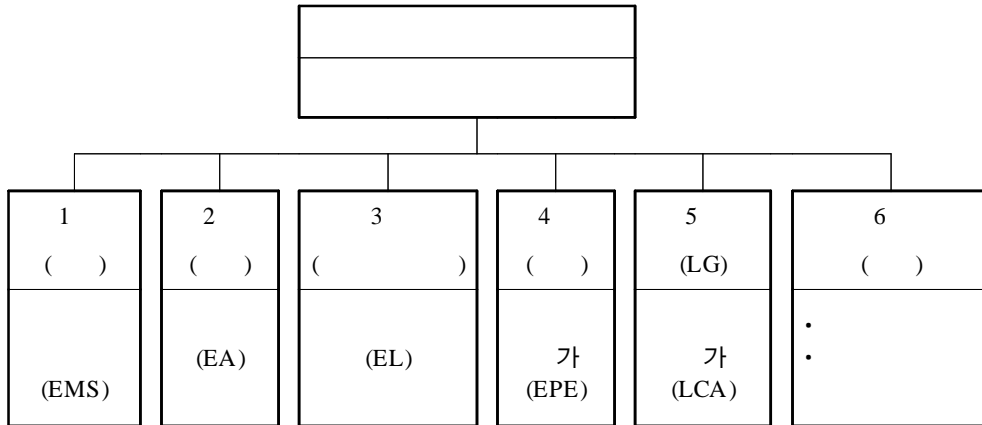 1
(　　)
(EMS)
2
(　　)
(EA)
3
(　　　　　　)
(EL)
4
(　　)
가
(EPE)
5
(LG)
가
(LCA)
6
(　　)
·
·